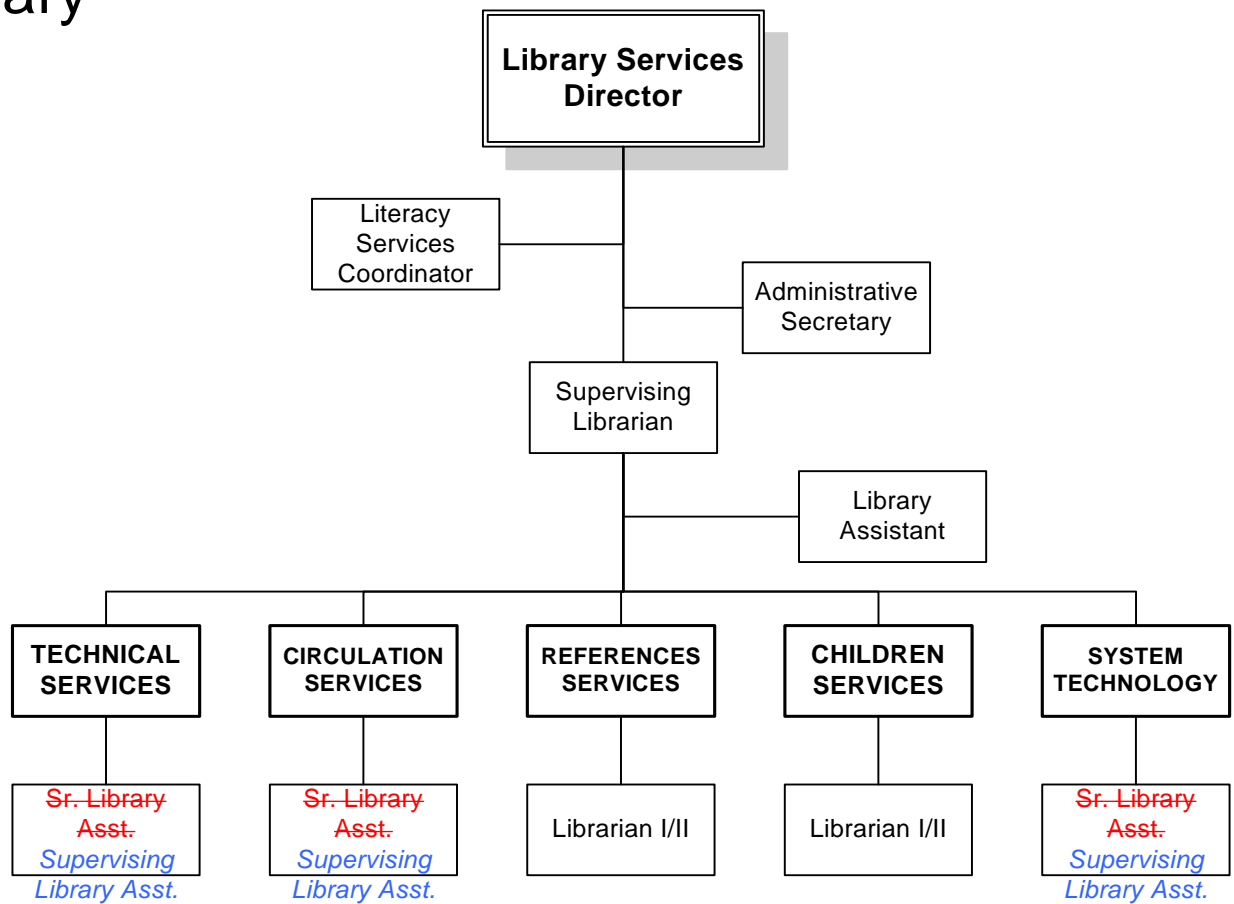 Library Services
Director
Literacy
Services
Coordinator
Administrative
Secretary
Supervising
Librarian
Library
Assistant
TECHNICAL
SERVICES
CIRCULATION
SERVICES
REFERENCES
SERVICES
CHILDREN
SERVICES
SYSTEM
TECHNOLOGY
Sr. Library
Asst.
Supervising
Library Asst.
Sr. Library
Asst.
Supervising
Library Asst.
Librarian I/II
Librarian I/II
Sr. Library
Asst.
Supervising
Library Asst.